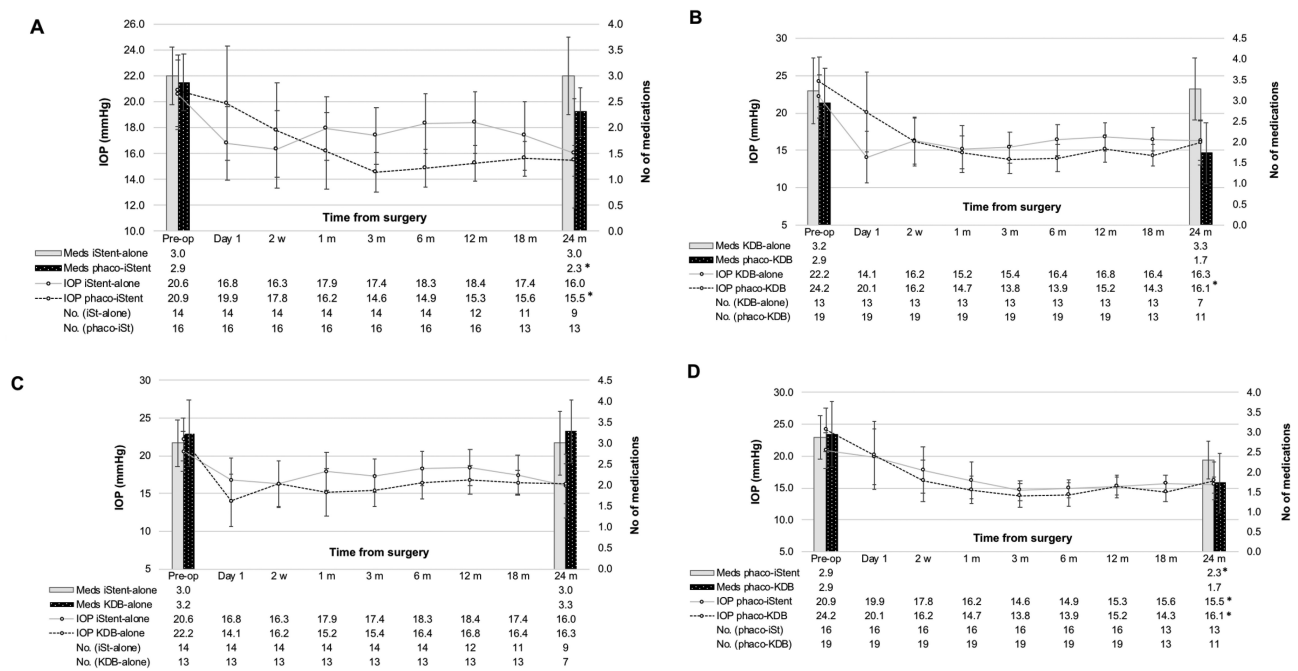 A
26.0 4.0
24.0 3.5
22.0 3.0
20.0 2.5
18.0 2.0
16.0 1.5
14.0 1.0
12.0 0.5
10.0 0.0
IOP (mmHg)
No of medications
Time from surgery
Pre-op Day 1 2 w 1 m 3 m 6 m 12 m 18 m 24 m
Meds iStent-alone 3.0 3.0
Meds phaco-iStent 2.9 2.3 *
IOP iStent-alone 20.6 16.8 16.3 17.9 17.4 18.3 18.4 17.4 16.0
IOP phaco-iStent 20.9 19.9 17.8 16.2 14.6 14.9 15.3 15.6 15.5 *
No. (iSt-alone) 14 14 14 14 14 14 12 11 9
No. (phaco-iSt) 16 16 16 16 16 16 16 13 13
B
30 4.5
4.0
25 3.5
3.0
20 2.5
15 2.0
1.5
10 1.0
0.5
5 0.0
IOP (mmHg)
No of medications
Time from surgery
Pre-op Day 1 2 w 1 m 3 m 6 m 12 m 18 m 24 m
Meds KDB-alone 3.2 3.3
Meds phaco-KDB 2.9 1.7
IOP KDB-alone 22.2 14.1 16.2 15.2 15.4 16.4 16.8 16.4 16.3
IOP phaco-KDB 24.2 20.1 16.2 14.7 13.8 13.9 15.2 14.3 16.1 *
No. (KDB-alone) 13 13 13 13 13 13 13 13 7
No. (phaco-KDB) 19 19 19 19 19 19 19 13 11
C
30 4.5
4.0
25 3.5
3.0
20 2.5
15 2.0
1.5
10 1.0
0.5
5 0.0
IOP (mmHg)
No of medications
Time from surgery
Pre-op Day 1 2 w 1 m 3 m 6 m 12 m 18 m 24 m
Meds iStent-alone 3.0 3.0
Meds KDB-alone 3.2 3.3
IOP iStent-alone 20.6 16.8 16.3 17.9 17.4 18.3 18.4 17.4 16.0
IOP KDB-alone 22.2 14.1 16.2 15.2 15.4 16.4 16.8 16.4 16.3
No. (iSt-alone) 14 14 14 14 14 14 12 11 9
No. (KDB-alone) 13 13 13 13 13 13 13 13 7
D
30.0 4.0
3.5
25.0 3.0
20.0 2.5
2.0
15.0 1.5
10.0 1.0
0.5
5.0 0.0
IOP (mmHg)
No of medications
Time from surgery
Pre-op Day 1 2 w 1 m 3 m 6 m 12 m 18 m 24 m
Meds phaco-iStent 2.9 2.3 *
Meds phaco-KDB 2.9 1.7
IOP phaco-iStent 20.9 19.9 17.8 16.2 14.6 14.9 15.3 15.6 15.5 *
IOP phaco-KDB 24.2 20.1 16.2 14.7 13.8 13.9 15.2 14.3 16.1 *
No. (phaco-iSt) 16 16 16 16 16 16 16 13 13
No. (phaco-KDB) 19 19 19 19 19 19 19 13 11